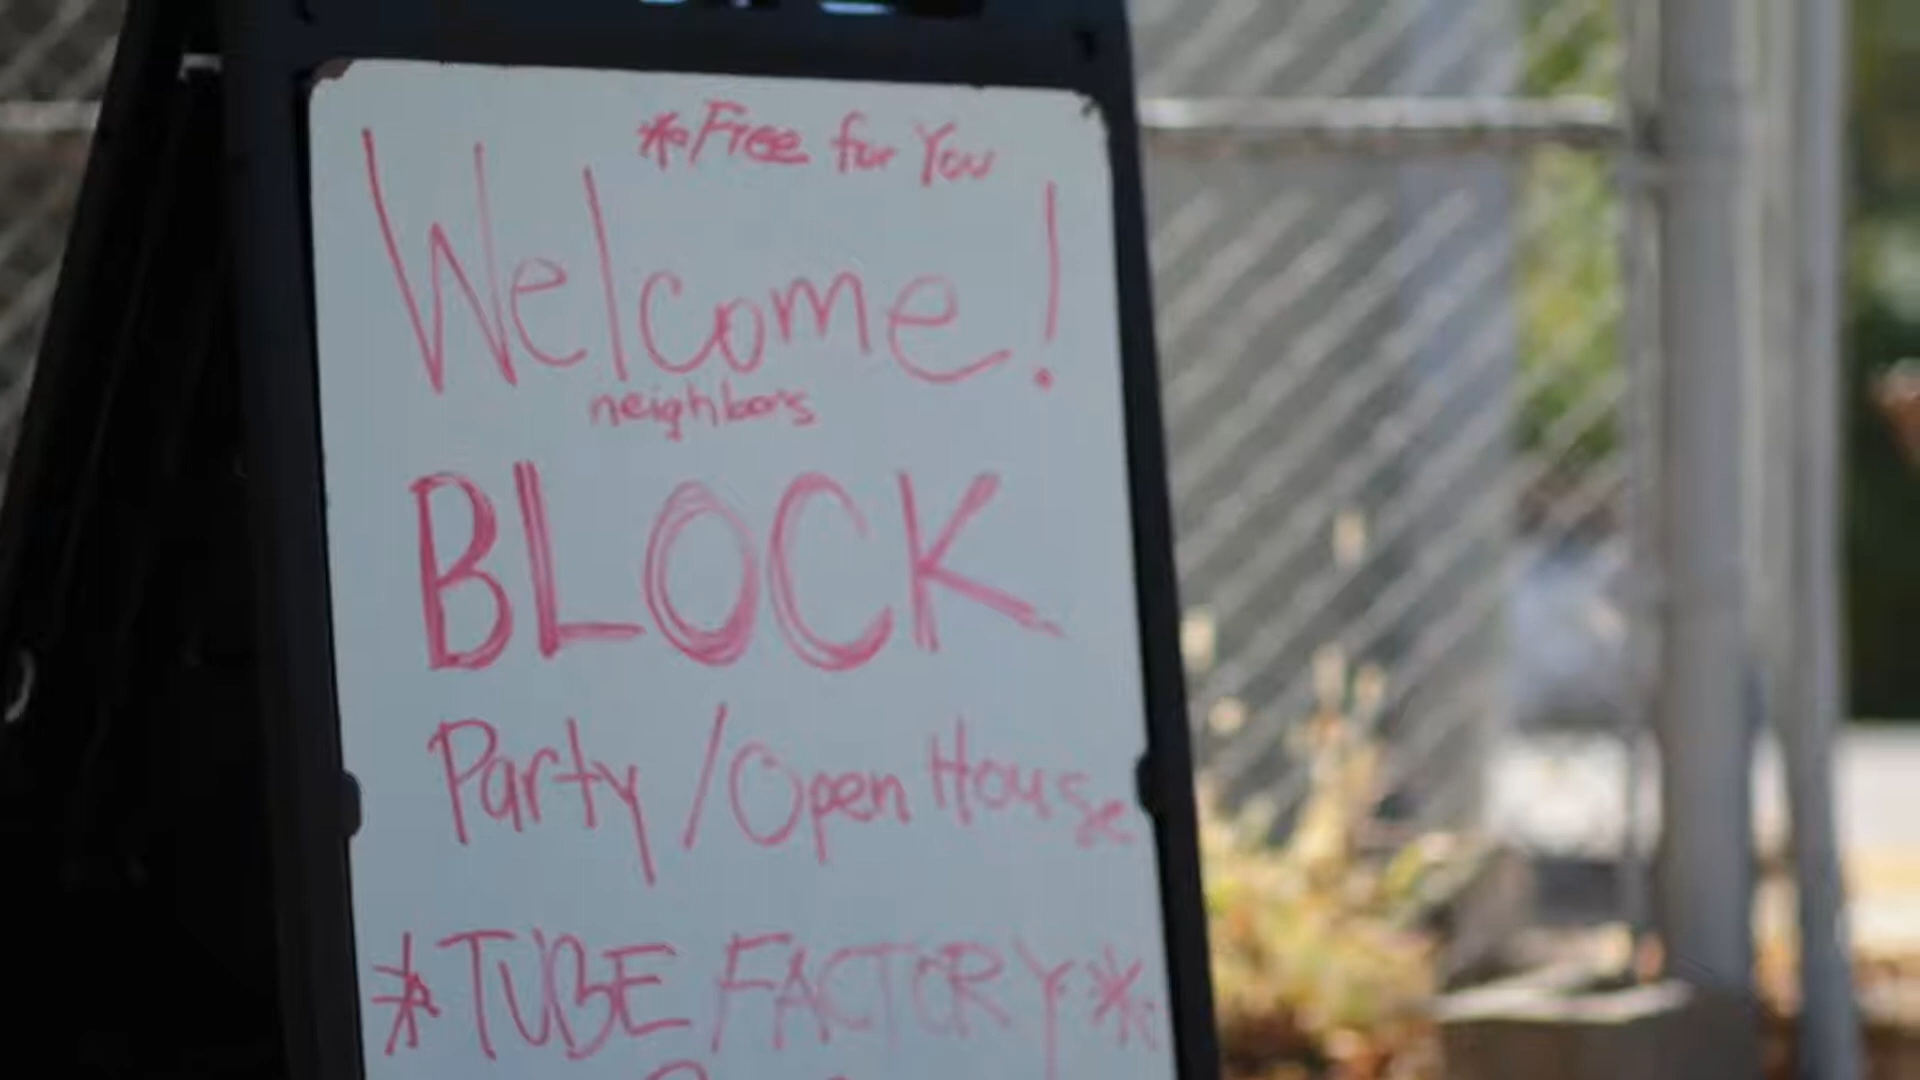 *Free for You
Welcome!
neighbors
BLOCK
Party/Open House
*TUBE FACTORY*